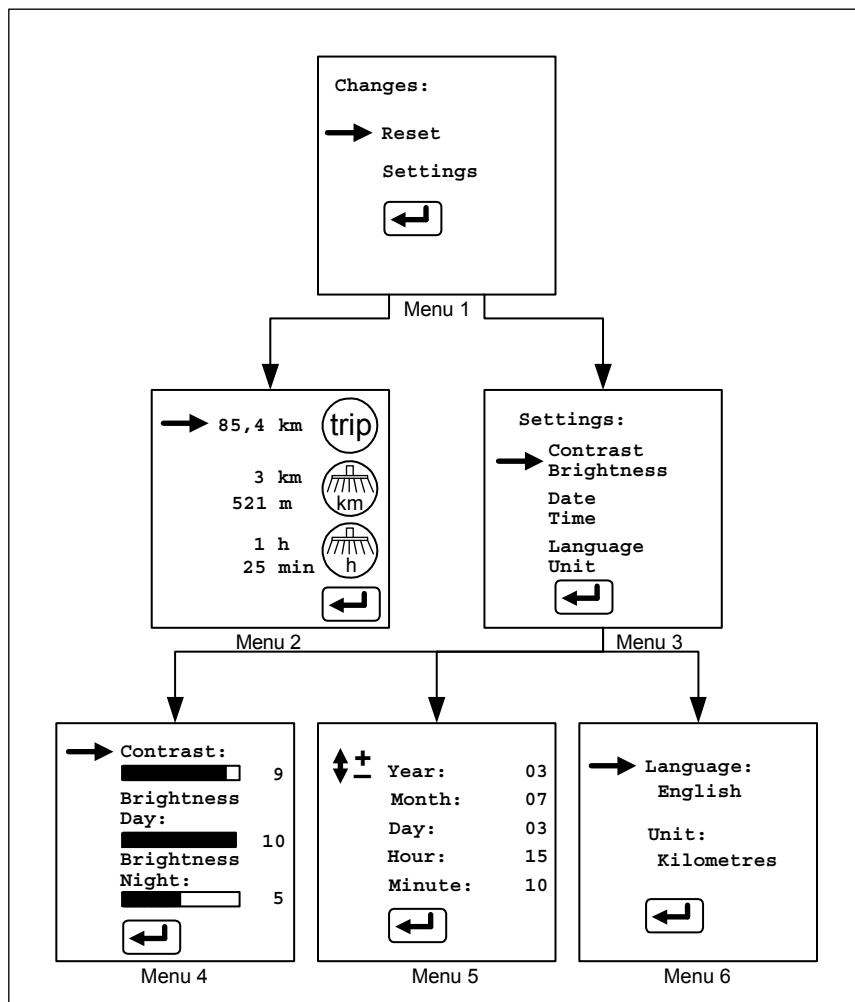 Changes:
Reset
Settings
Menu 1
85,4 km
trip
3 km
521 m
km
1 h
25 min
h
Menu 2
Settings:
Contrast
Brightness
Date
Time
Language
Unit
Menu 3
Contrast:
9
Brightness
Day:
10
Brightness
Night:
5
Menu 4
+
−
Year: 03
Month: 07
Day: 03
Hour: 15
Minute: 10
Menu 5
Language:
English
Unit:
Kilometres
Menu 6